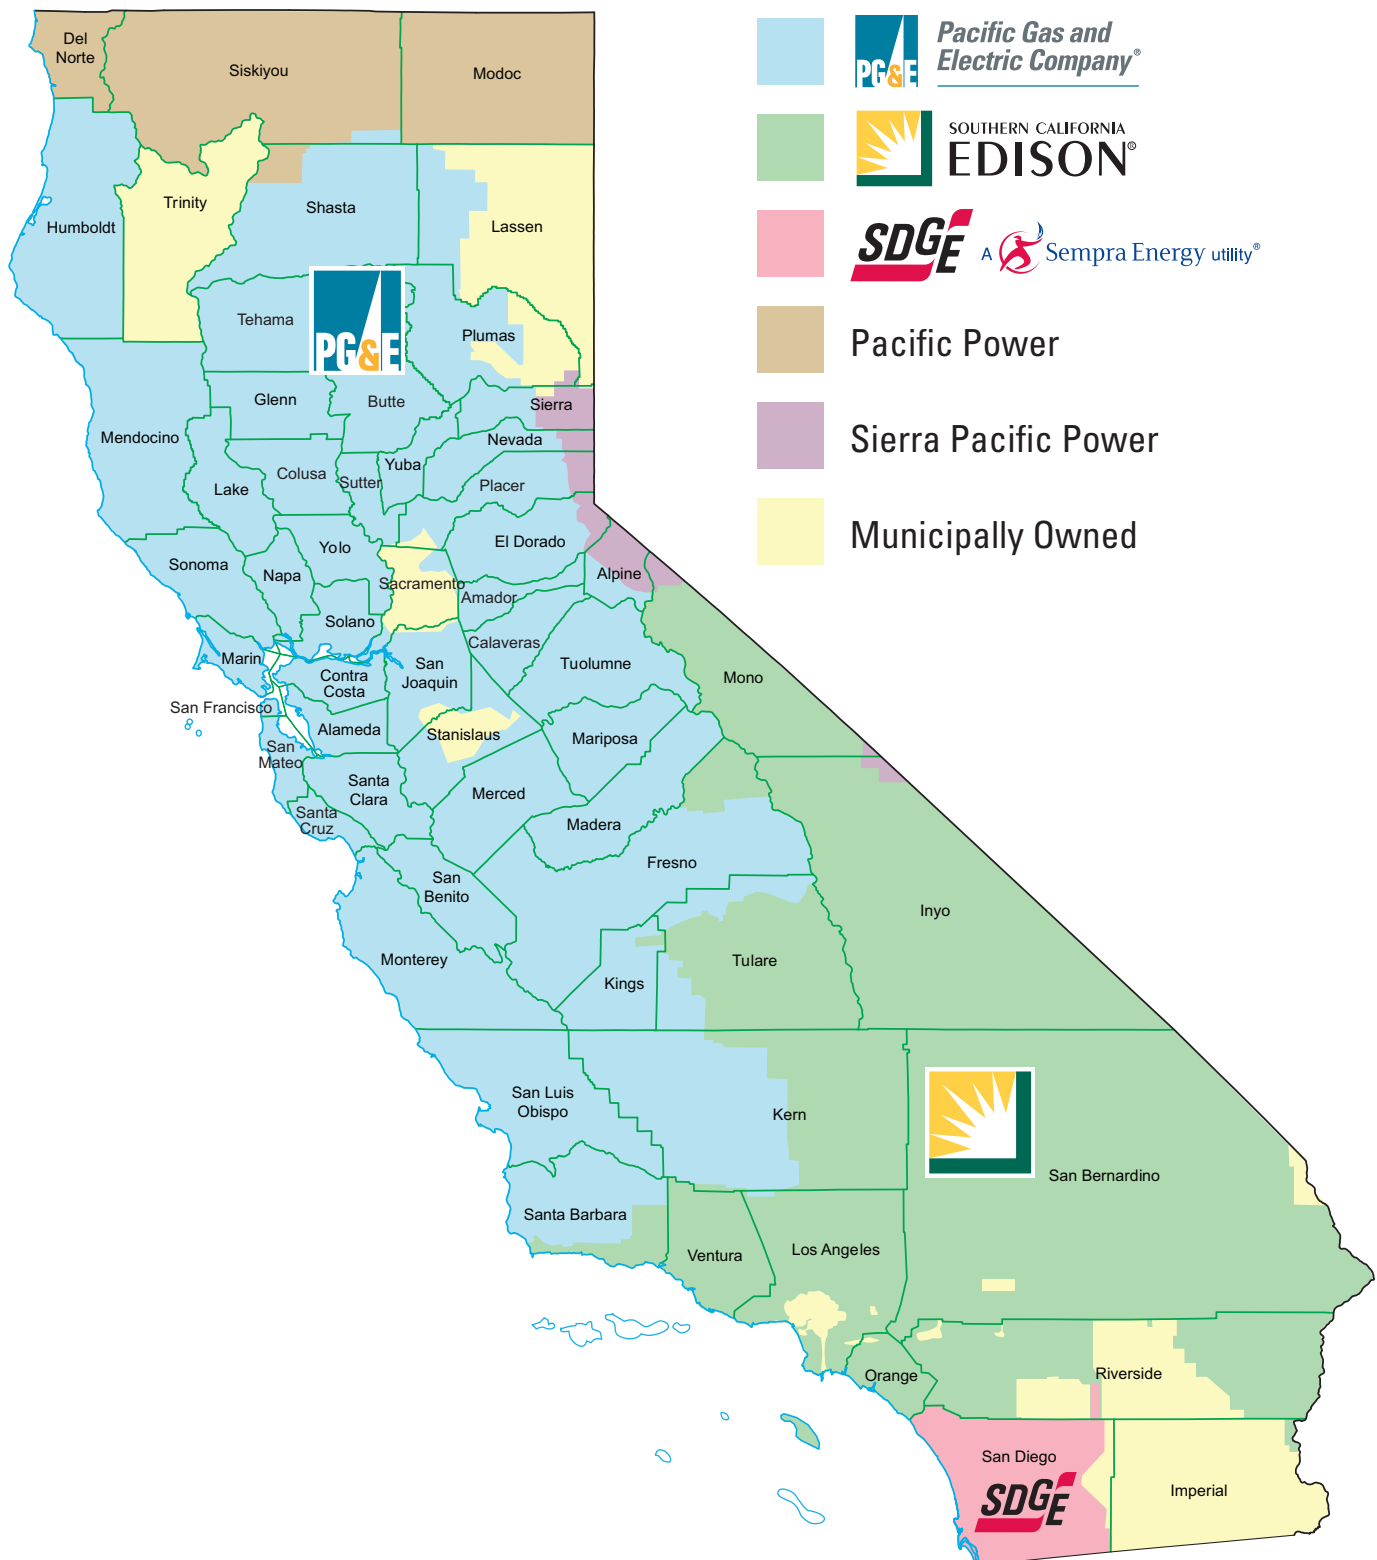 PG&E
Pacific Gas and
Electric Company®
SOUTHERN CALIFORNIA
EDISON®
SDGE
A Sempra Energy utility®
Pacific Power
Sierra Pacific Power
Municipally Owned
Del
Norte
Siskiyou
Modoc
Humboldt
Trinity
Shasta
Lassen
Tehama
PG&E
Plumas
Glenn
Butte
Sierra
Mendocino
Nevada
Colusa
Yuba
Lake
Sutter
Placer
Yolo
El Dorado
Sonoma
Napa
Sacramento
Alpine
Amador
Solano
Calaveras
Marin
San
Joaquin
Tuolumne
Contra
Costa
Mono
San Francisco
Alameda
Stanislaus
Mariposa
San
Mateo
Santa
Clara
Merced
Santa
Cruz
Madera
Fresno
San
Benito
Inyo
Monterey
Tulare
Kings
San Luis
Obispo
Kern
San Bernardino
Santa Barbara
Ventura
Los Angeles
Orange
Riverside
San Diego
SDGE
Imperial